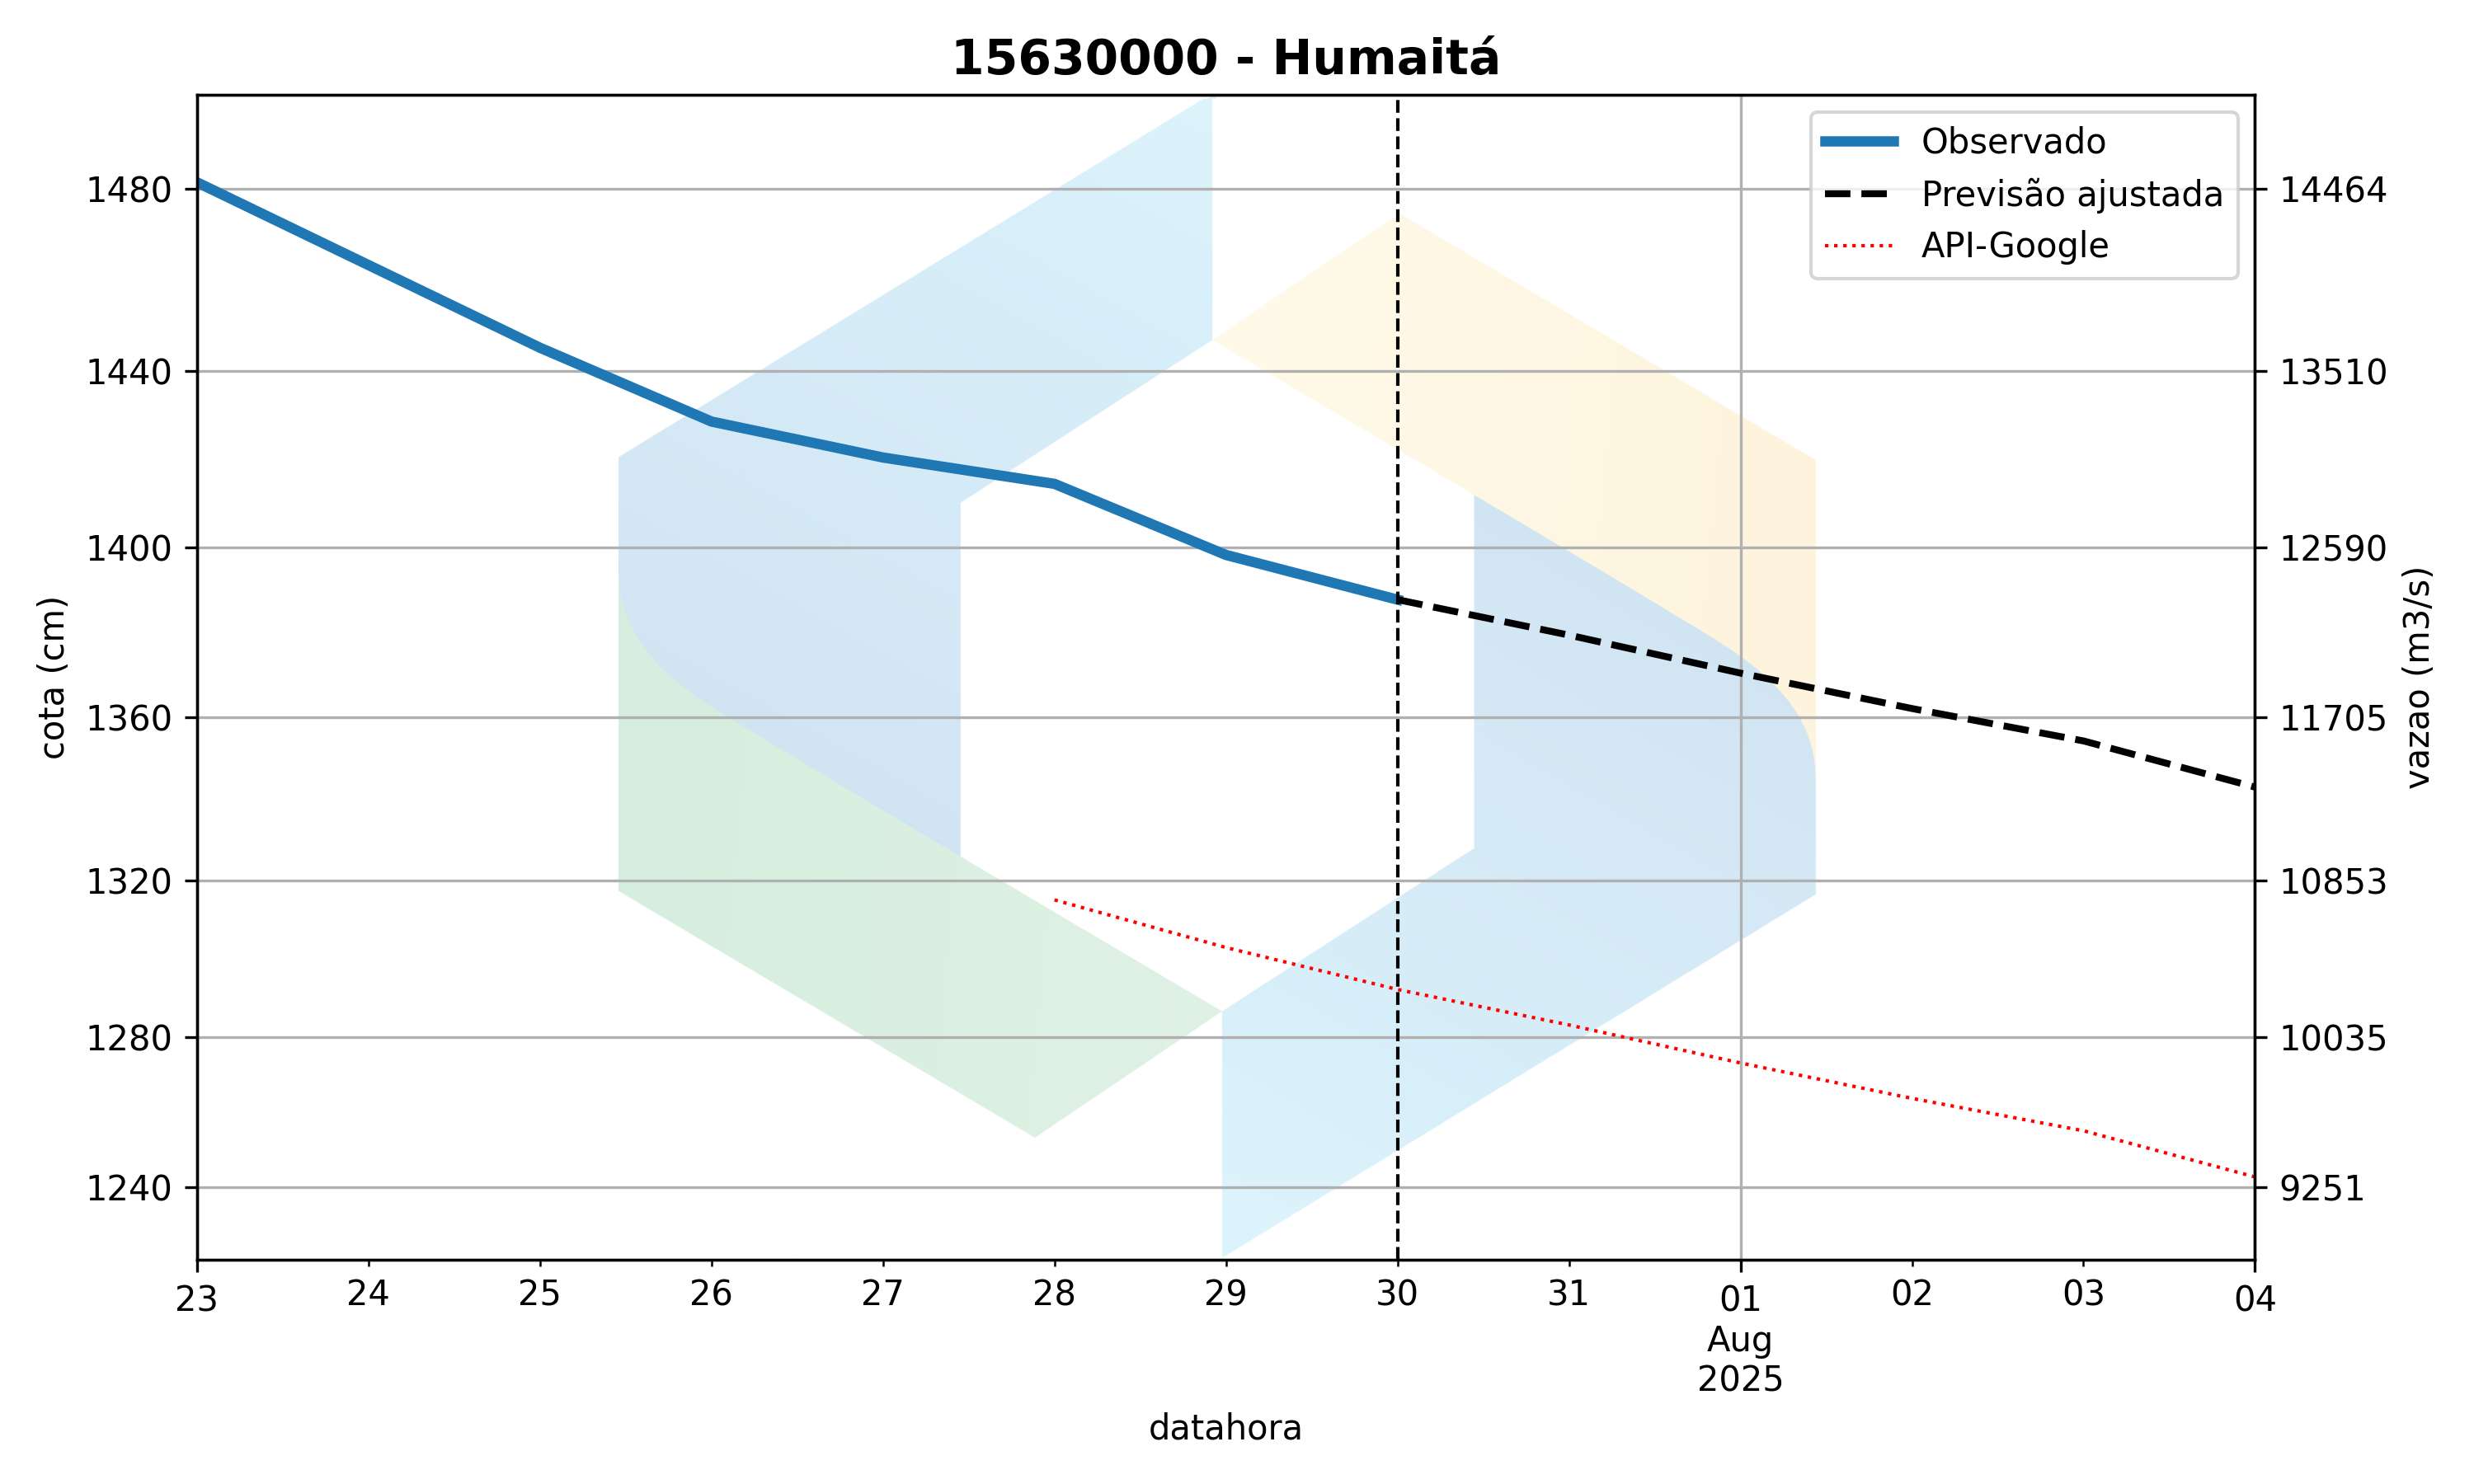 15630000 - Humaitá
Observado
Previsão ajustada
API-Google
1480
1440
1400
1360
1320
1280
1240
cota (cm)
14464
13510
12590
11705
10853
10035
9251
vazao (m3/s)
23 24 25 26 27 28 29 30 31 01 02 03 04
Aug
2025
datahora